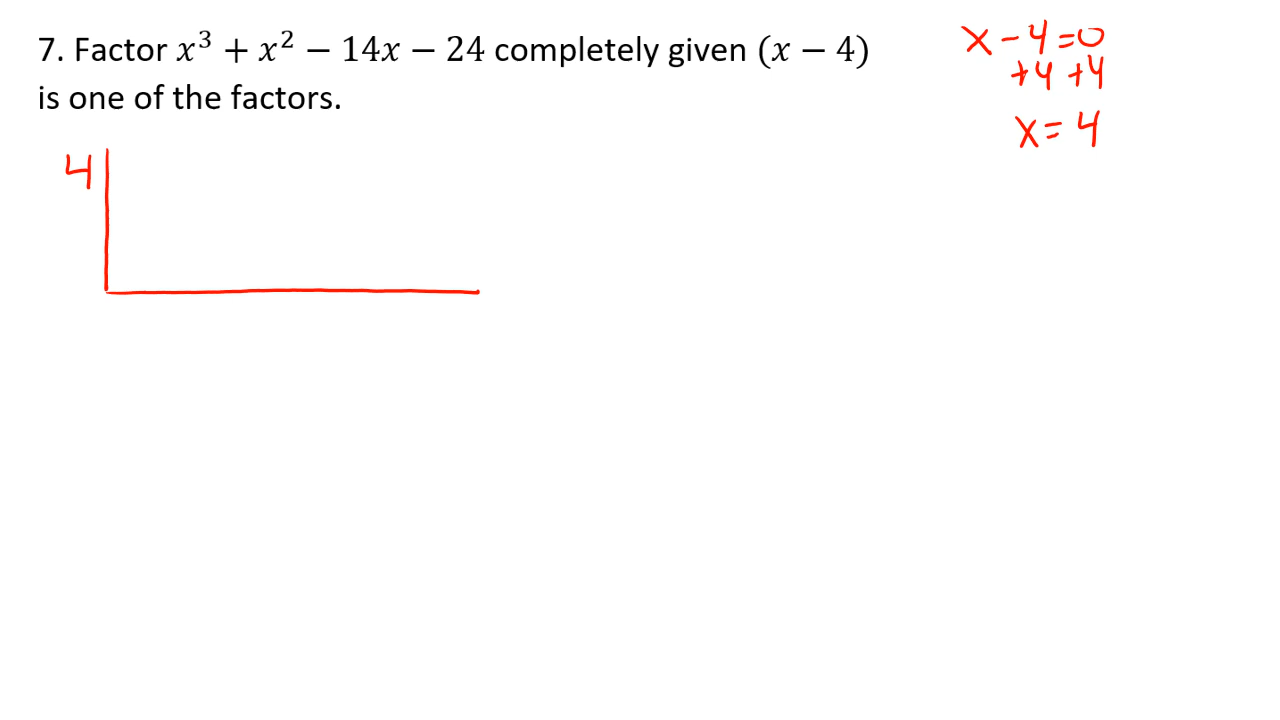 7. Factor x³ + x² − 14x − 24 completely given (x − 4)
is one of the factors.
x - 4 = 0
+4 +4
x = 4
4